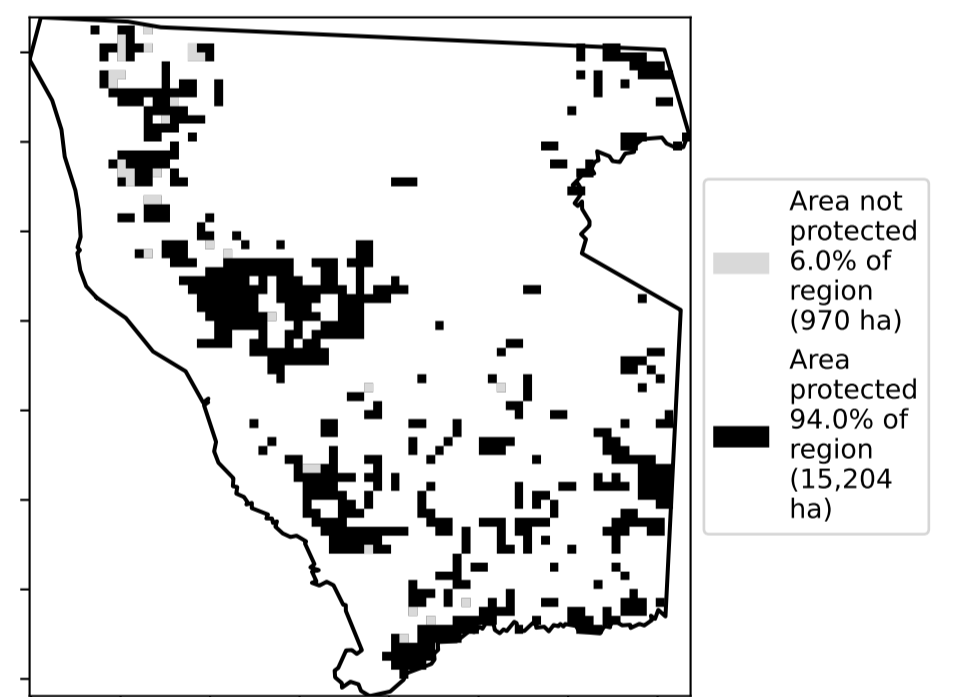 Area not
protected
6.0% of
region
(970 ha)
Area
protected
94.0% of
region
(15,204
ha)